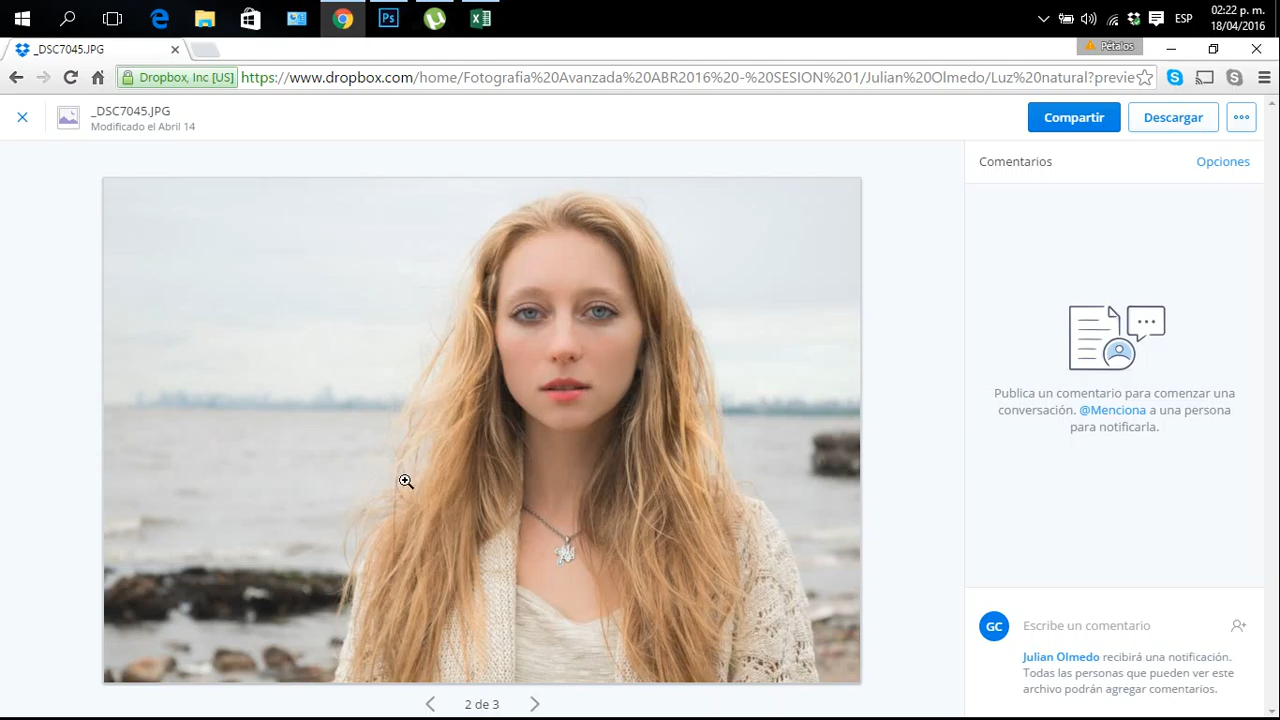 02:22 p. m.
ESP
18/04/2016
_DSC7045.JPG
Pétalos
Dropbox, Inc [US]
https://www.dropbox.com/home/Fotografia%20Avanzada%20ABR2016%20-%20SESION%201/Julian%20Olmedo/Luz%20natural?previe
_DSC7045.JPG
Modificado el Abril 14
Compartir
Descargar
Comentarios
Opciones
Publica un comentario para comenzar una
conversación. @Menciona a una persona
para notificarla.
GC
Escribe un comentario
Julian Olmedo recibirá una notificación.
Todas las personas que pueden ver este
archivo podrán agregar comentarios.
2 de 3